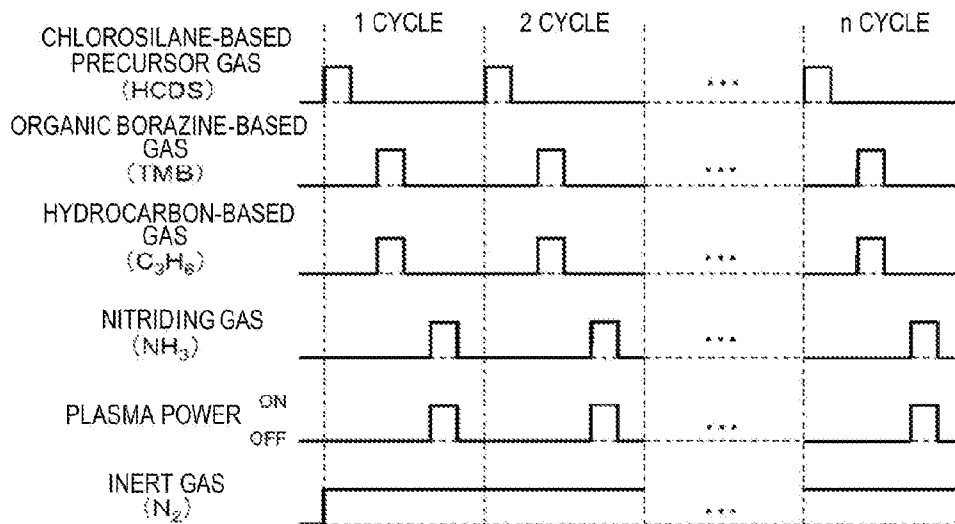 1 CYCLE
2 CYCLE
n CYCLE
CHLOROSILANE-BASED
PRECURSOR GAS
(HCDS)
ORGANIC BORAZINE-BASED
GAS
(TMB)
HYDROCARBON-BASED
GAS
(C₃H₆)
NITRIDING GAS
(NH₃)
PLASMA POWER
ON
OFF
INERT GAS
(N₂)